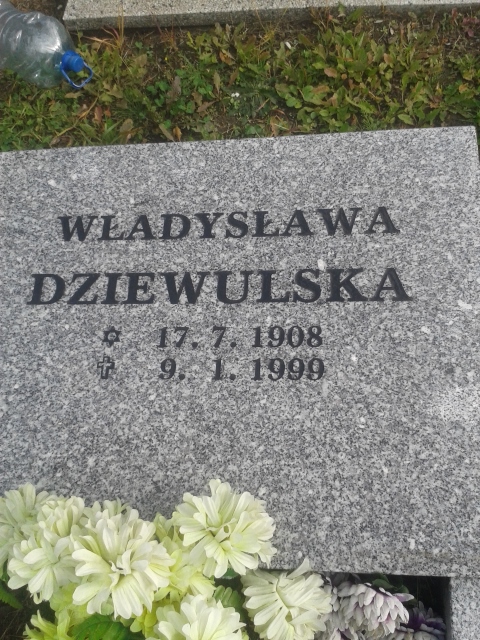 WŁADYSŁAWA
DZIEWULSKA
✡ 17. 7. 1908
✝ 9. 1. 1999